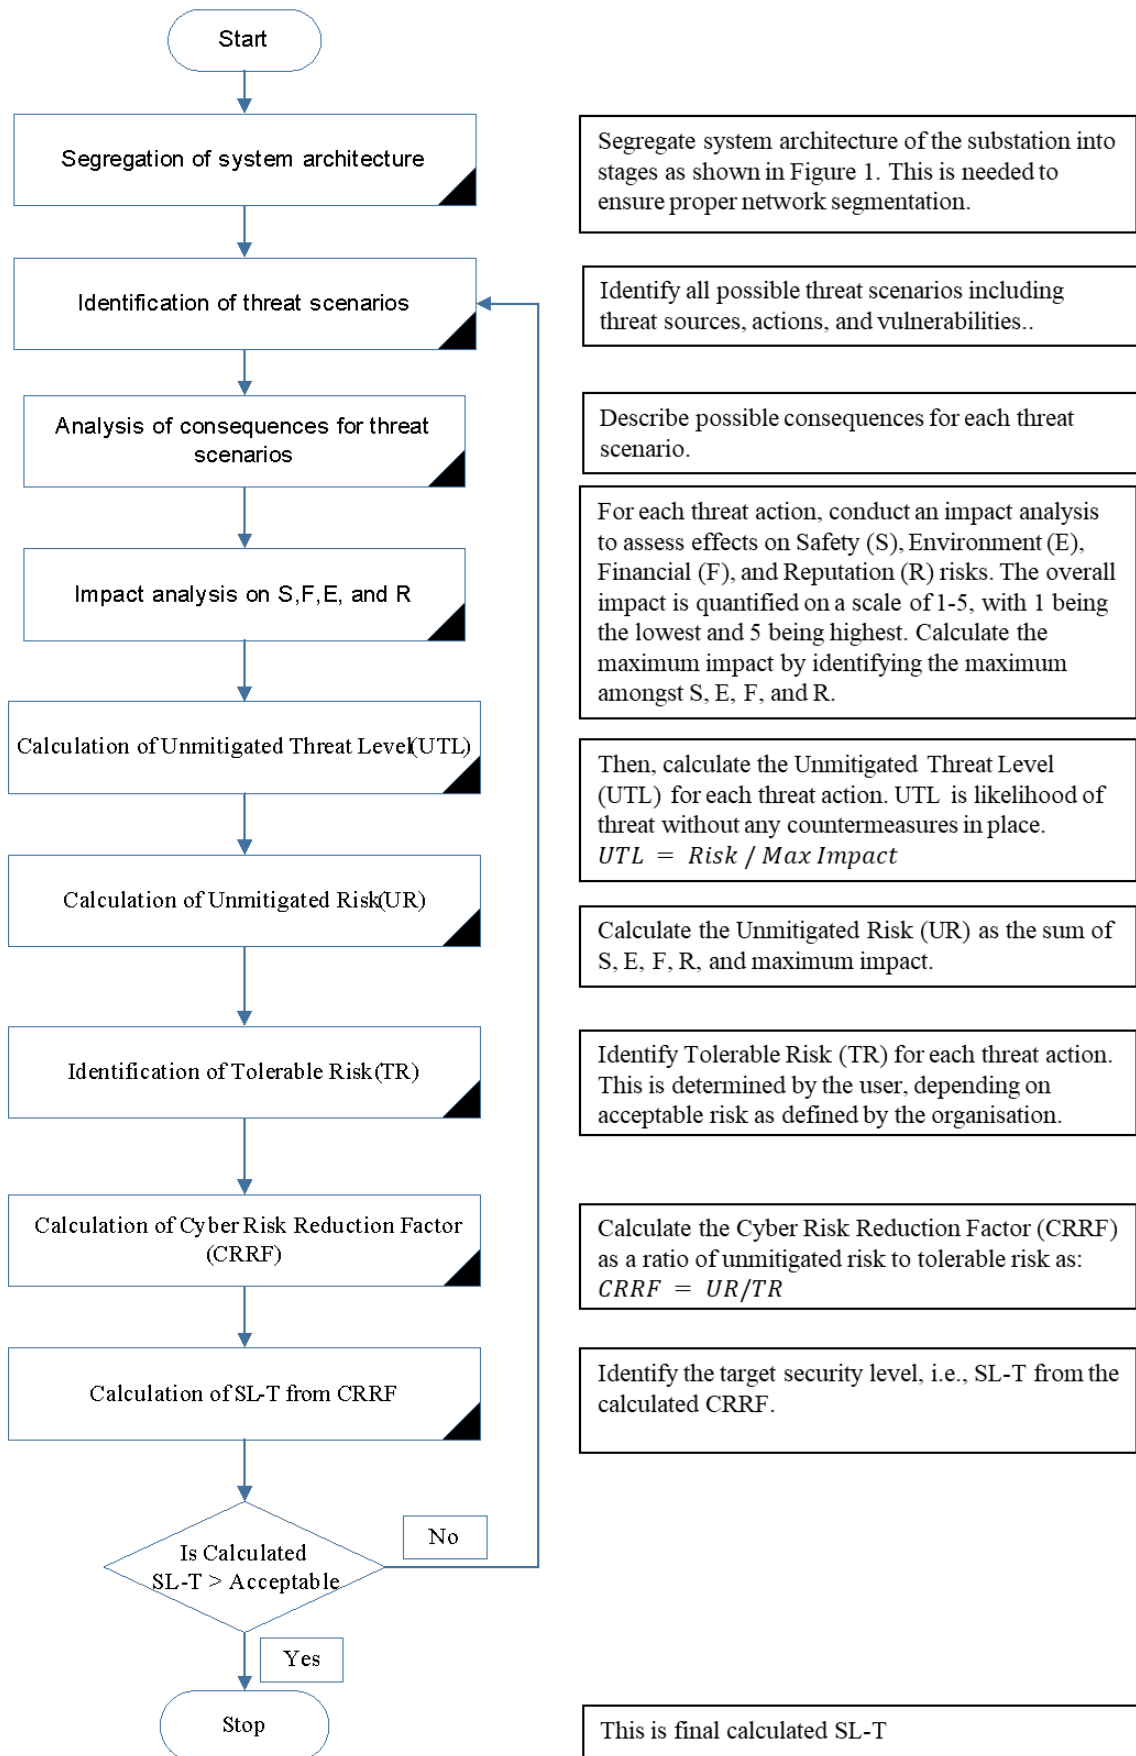 Start
Segregation of system architecture
Segregate system architecture of the substation into
stages as shown in Figure 1. This is needed to
ensure proper network segmentation.
Identification of threat scenarios
Identify all possible threat scenarios including
threat sources, actions, and vulnerabilities..
Analysis of consequences for threat
scenarios
Describe possible consequences for each threat
scenario.
Impact analysis on S,F,E, and R
For each threat action, conduct an impact analysis
to assess effects on Safety (S), Environment (E),
Financial (F), and Reputation (R) risks. The overall
impact is quantified on a scale of 1-5, with 1 being
the lowest and 5 being highest. Calculate the
maximum impact by identifying the maximum
amongst S, E, F, and R.
Calculation of Unmitigated Threat Level(UTL)
Then, calculate the Unmitigated Threat Level
(UTL) for each threat action. UTL is likelihood of
threat without any countermeasures in place.
UTL = Risk / Max Impact
Calculation of Unmitigated Risk(UR)
Calculate the Unmitigated Risk (UR) as the sum of
S, E, F, R, and maximum impact.
Identification of Tolerable Risk(TR)
Identify Tolerable Risk (TR) for each threat action.
This is determined by the user, depending on
acceptable risk as defined by the organisation.
Calculation of Cyber Risk Reduction Factor
(CRRF)
Calculate the Cyber Risk Reduction Factor (CRRF)
as a ratio of unmitigated risk to tolerable risk as:
CRRF = UR/TR
Calculation of SL-T from CRRF
Identify the target security level, i.e., SL-T from the
calculated CRRF.
Is Calculated
SL-T > Acceptable
No
Yes
Stop
This is final calculated SL-T